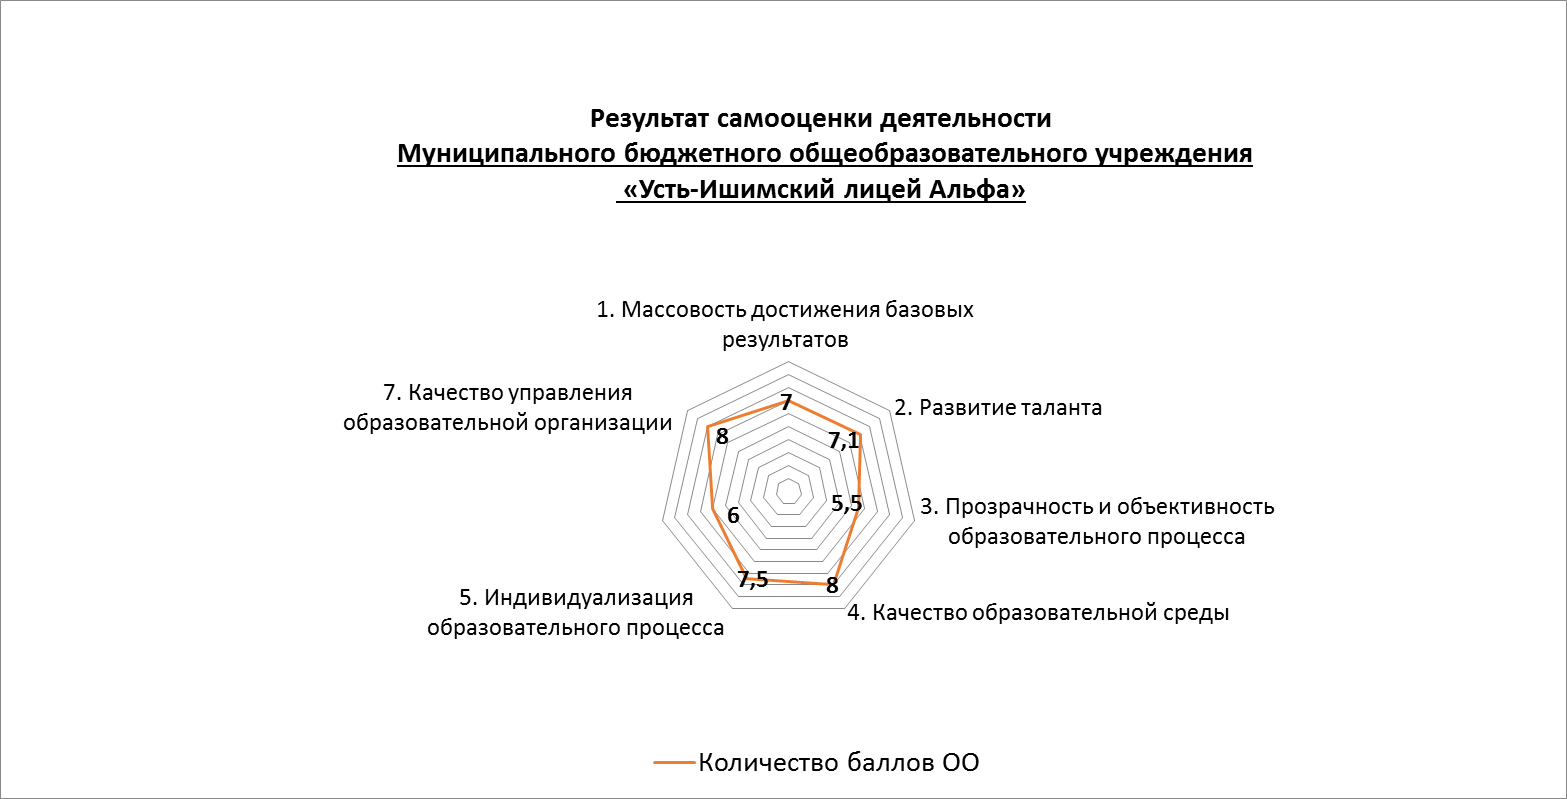 Результат самооценки деятельности
Муниципального бюджетного общеобразовательного учреждения
«Усть-Ишимский лицей Альфа»
1. Массовость достижения базовых
результатов
2. Развитие таланта
3. Прозрачность и объективность
образовательного процесса
4. Качество образовательной среды
5. Индивидуализация
образовательного процесса
7. Качество управления
образовательной организации
7
7,1
5,5
8
7,5
6
8
Количество баллов ОО